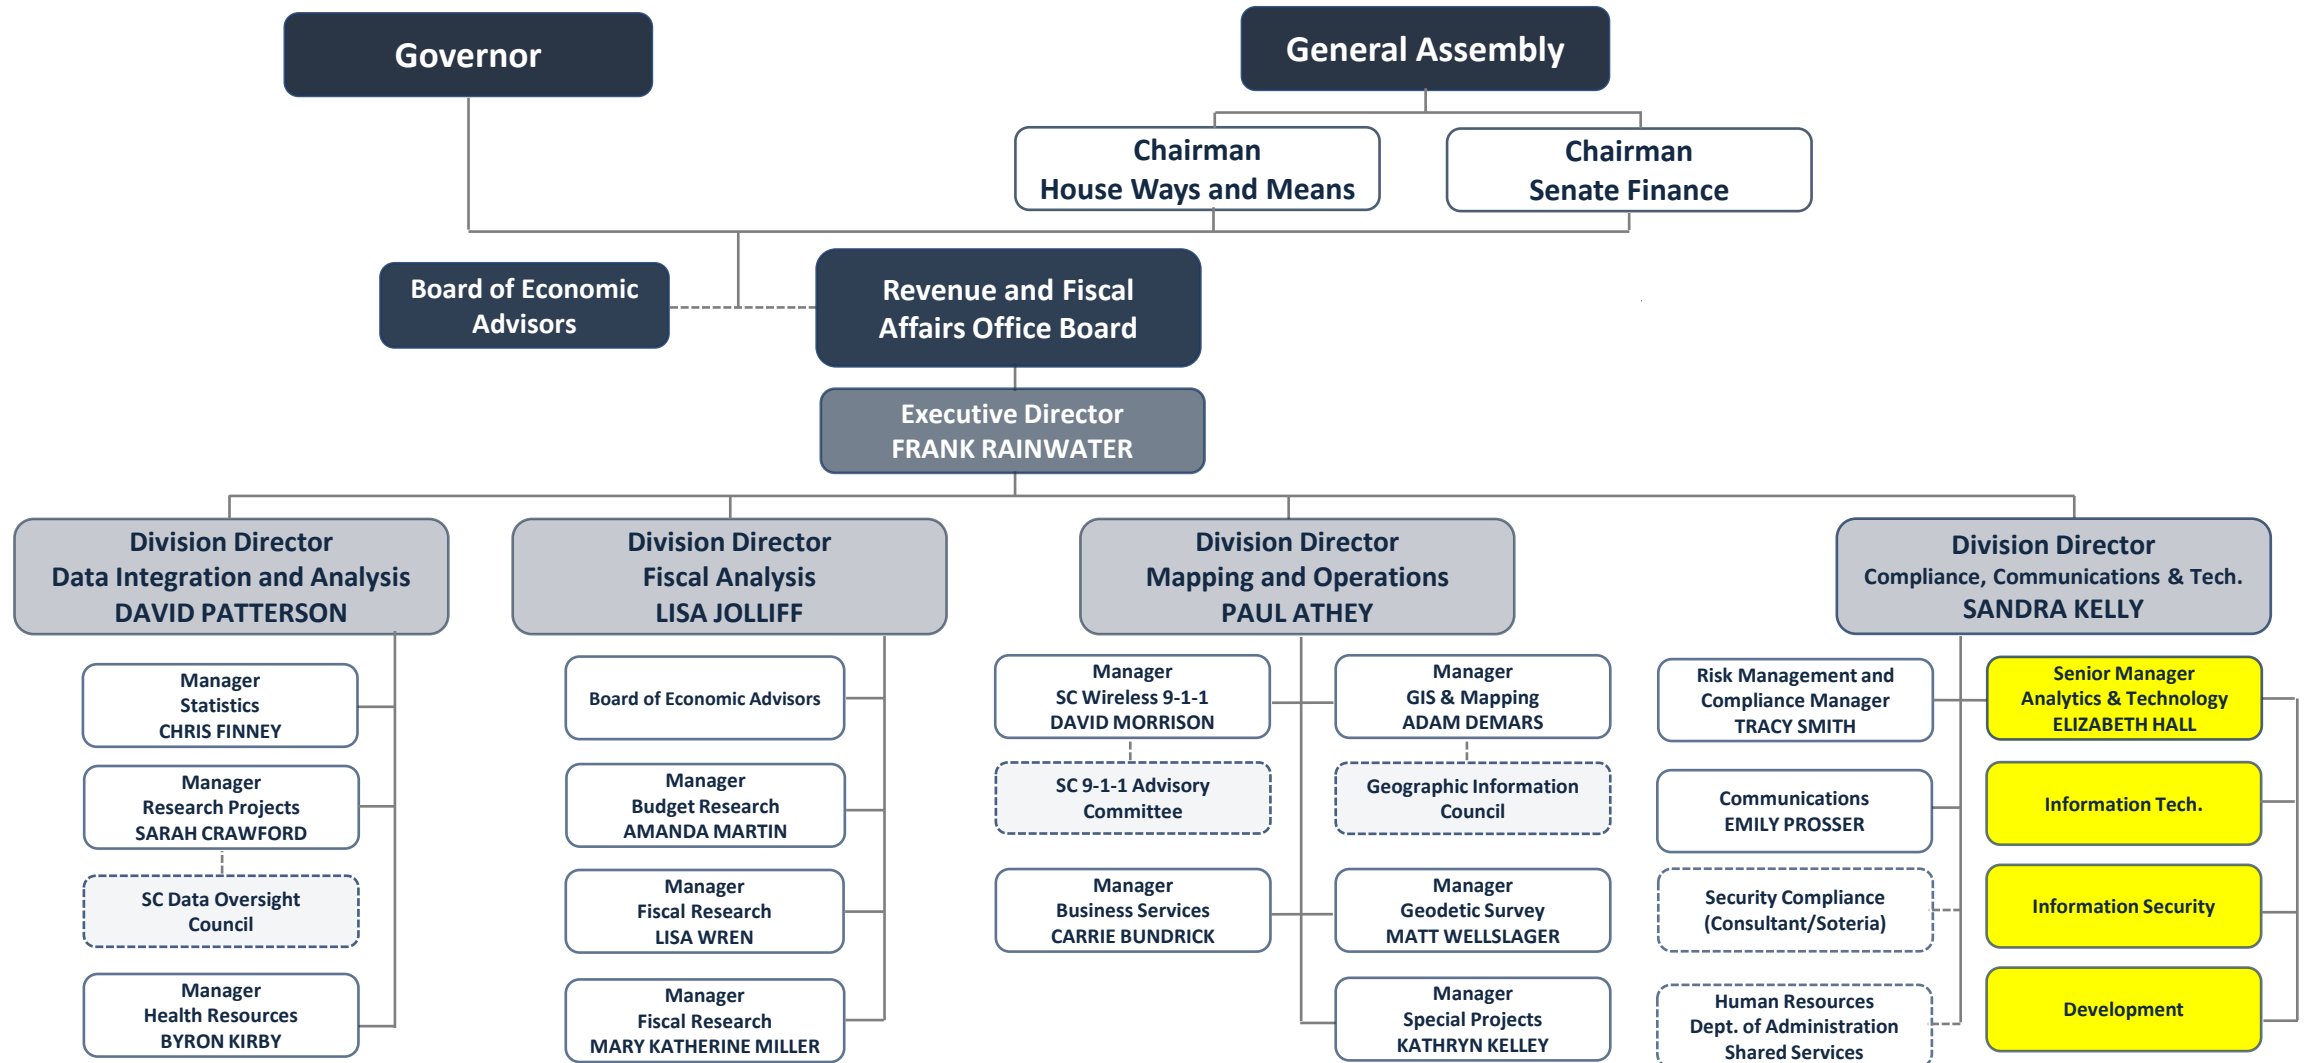 Governor
General Assembly
Chairman
House Ways and Means
Chairman
Senate Finance
Board of Economic
Advisors
Revenue and Fiscal
Affairs Office Board
Executive Director
FRANK RAINWATER
Division Director
Data Integration and Analysis
DAVID PATTERSON
Division Director
Fiscal Analysis
LISA JOLLIFF
Division Director
Mapping and Operations
PAUL ATHEY
Division Director
Compliance, Communications & Tech.
SANDRA KELLY
Manager
Statistics
CHRIS FINNEY
Manager
Research Projects
SARAH CRAWFORD
SC Data Oversight
Council
Manager
Health Resources
BYRON KIRBY
Board of Economic Advisors
Manager
Budget Research
AMANDA MARTIN
Manager
Fiscal Research
LISA WREN
Manager
Fiscal Research
MARY KATHERINE MILLER
Manager
SC Wireless 9-1-1
DAVID MORRISON
SC 9-1-1 Advisory
Committee
Manager
Business Services
CARRIE BUNDRICK
Manager
GIS & Mapping
ADAM DEMARS
Geographic Information
Council
Manager
Geodetic Survey
MATT WELLSLAGER
Manager
Special Projects
KATHRYN KELLEY
Risk Management and
Compliance Manager
TRACY SMITH
Communications
EMILY PROSSER
Security Compliance
(Consultant/Soteria)
Human Resources
Dept. of Administration
Shared Services
Senior Manager
Analytics & Technology
ELIZABETH HALL
Information Tech.
Information Security
Development